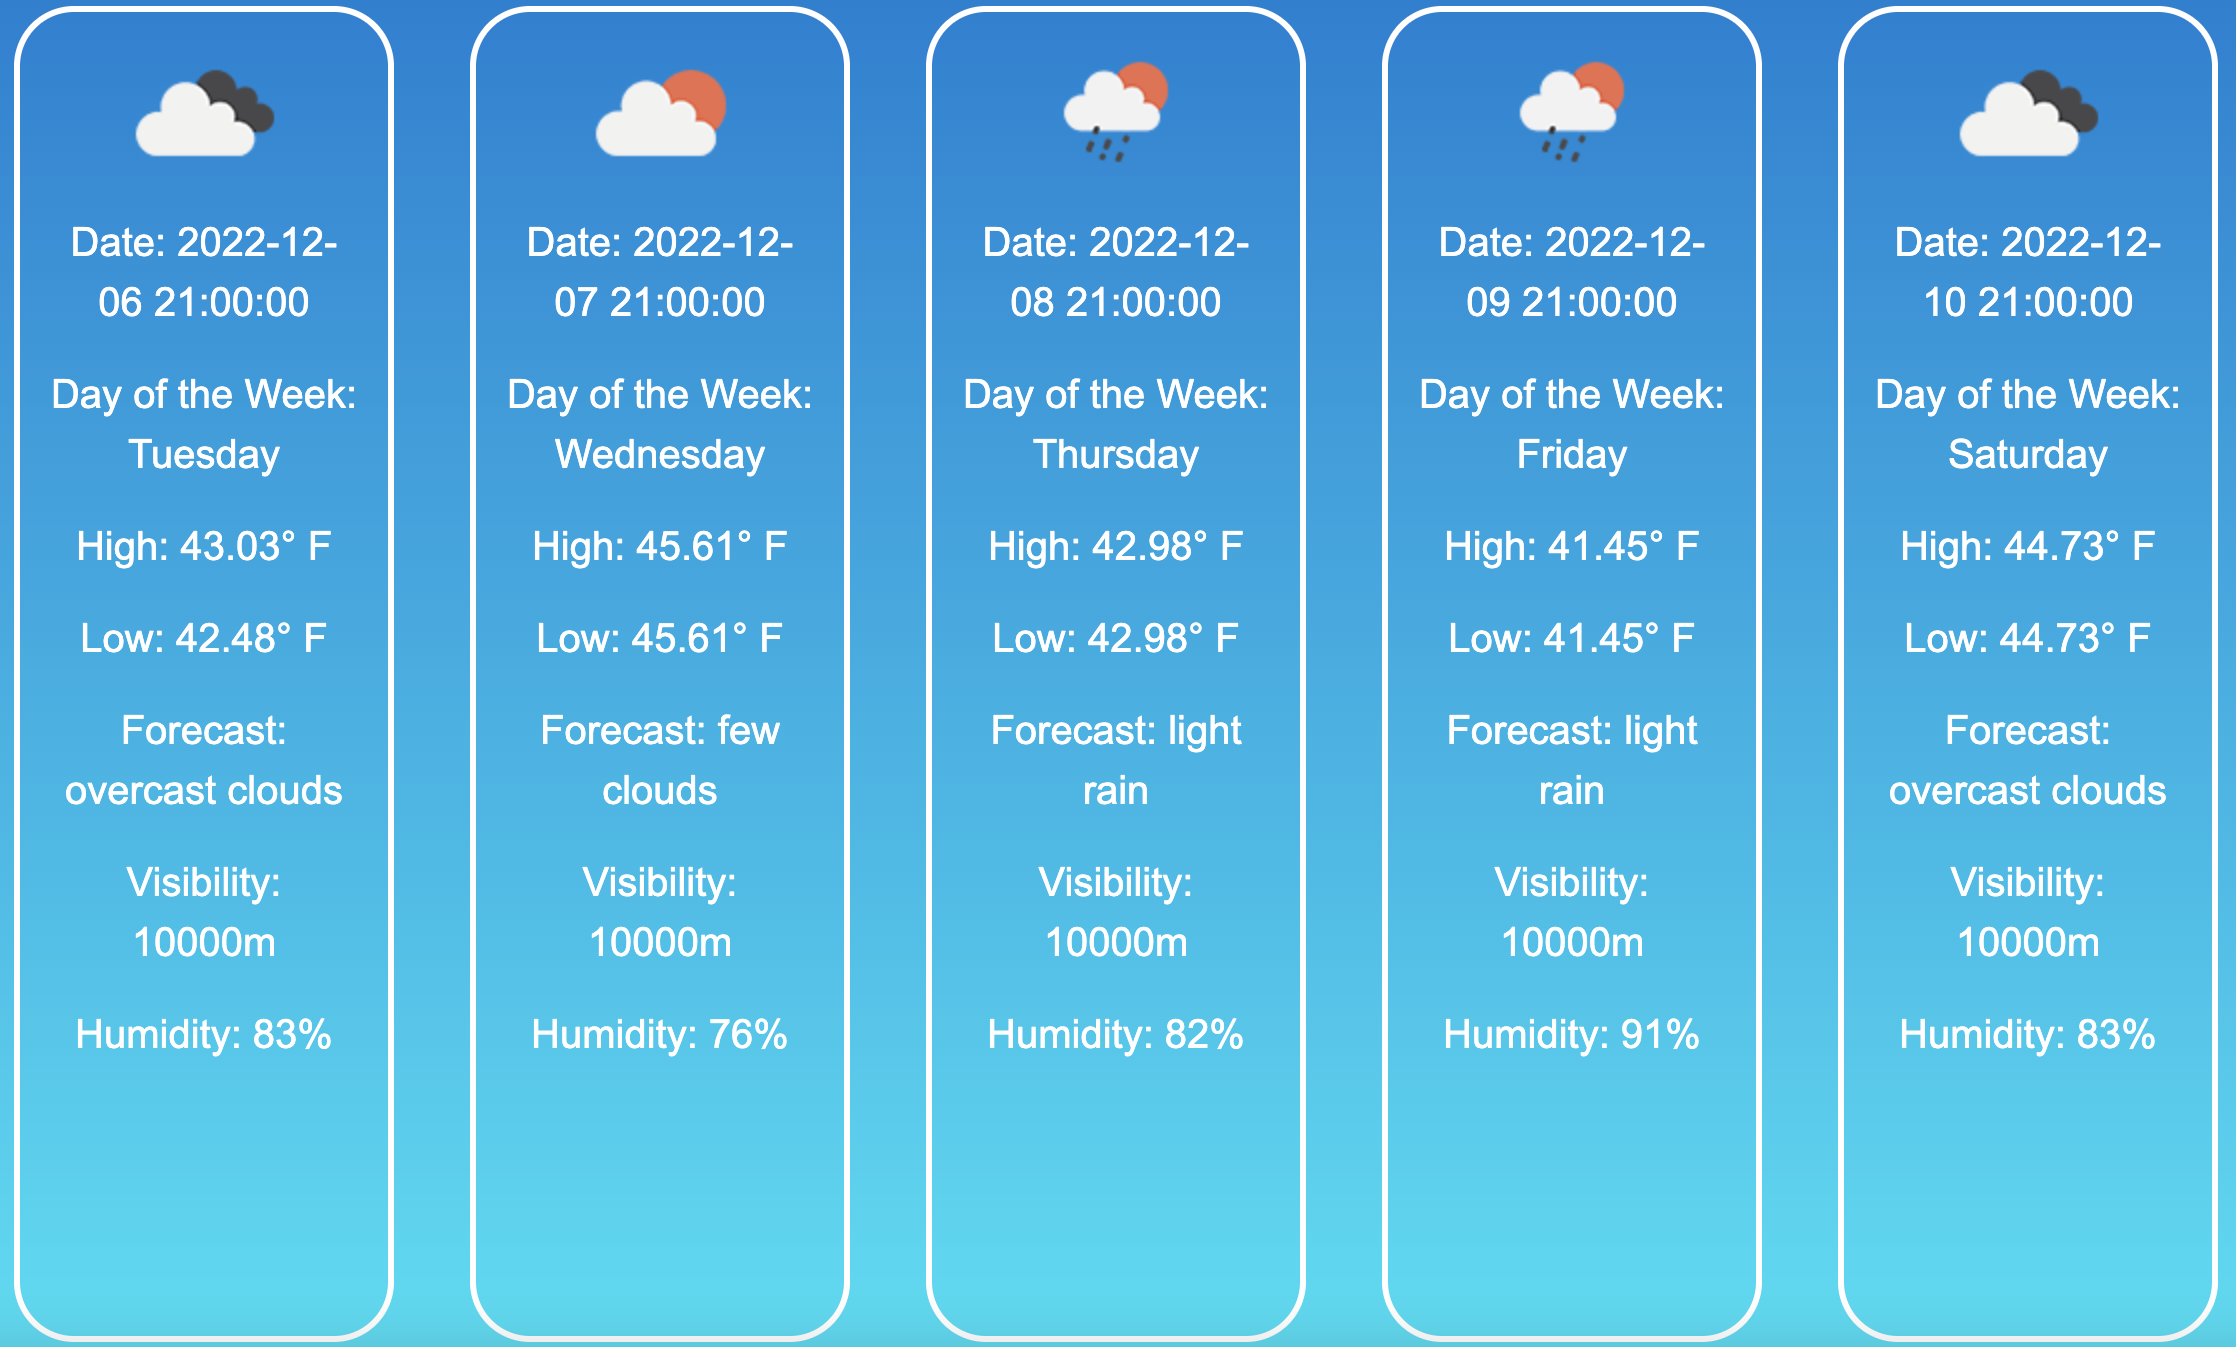 Date: 2022-12-
06 21:00:00
Day of the Week:
Tuesday
High: 43.03° F
Low: 42.48° F
Forecast:
overcast clouds
Visibility:
10000m
Humidity: 83%
Date: 2022-12-
07 21:00:00
Day of the Week:
Wednesday
High: 45.61° F
Low: 45.61° F
Forecast: few
clouds
Visibility:
10000m
Humidity: 76%
Date: 2022-12-
08 21:00:00
Day of the Week:
Thursday
High: 42.98° F
Low: 42.98° F
Forecast: light
rain
Visibility:
10000m
Humidity: 82%
Date: 2022-12-
09 21:00:00
Day of the Week:
Friday
High: 41.45° F
Low: 41.45° F
Forecast: light
rain
Visibility:
10000m
Humidity: 91%
Date: 2022-12-
10 21:00:00
Day of the Week:
Saturday
High: 44.73° F
Low: 44.73° F
Forecast:
overcast clouds
Visibility:
10000m
Humidity: 83%